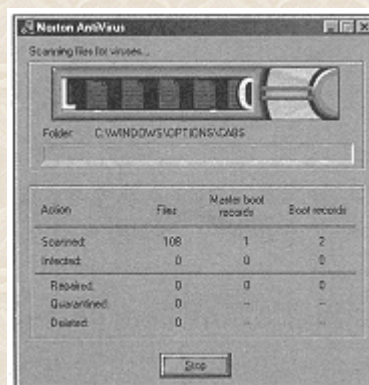 Norton AntiVirus
Scanning files for viruses...
Folder: C:\WINDOWS\OPTIONS\CABS
Action Files Master boot records Boot records
Scanned: 108 1 2
Infected: 0 0 0
Repaired: 0 0 0
Quarantined: 0 -- --
Deleted: 0 -- --
Stop